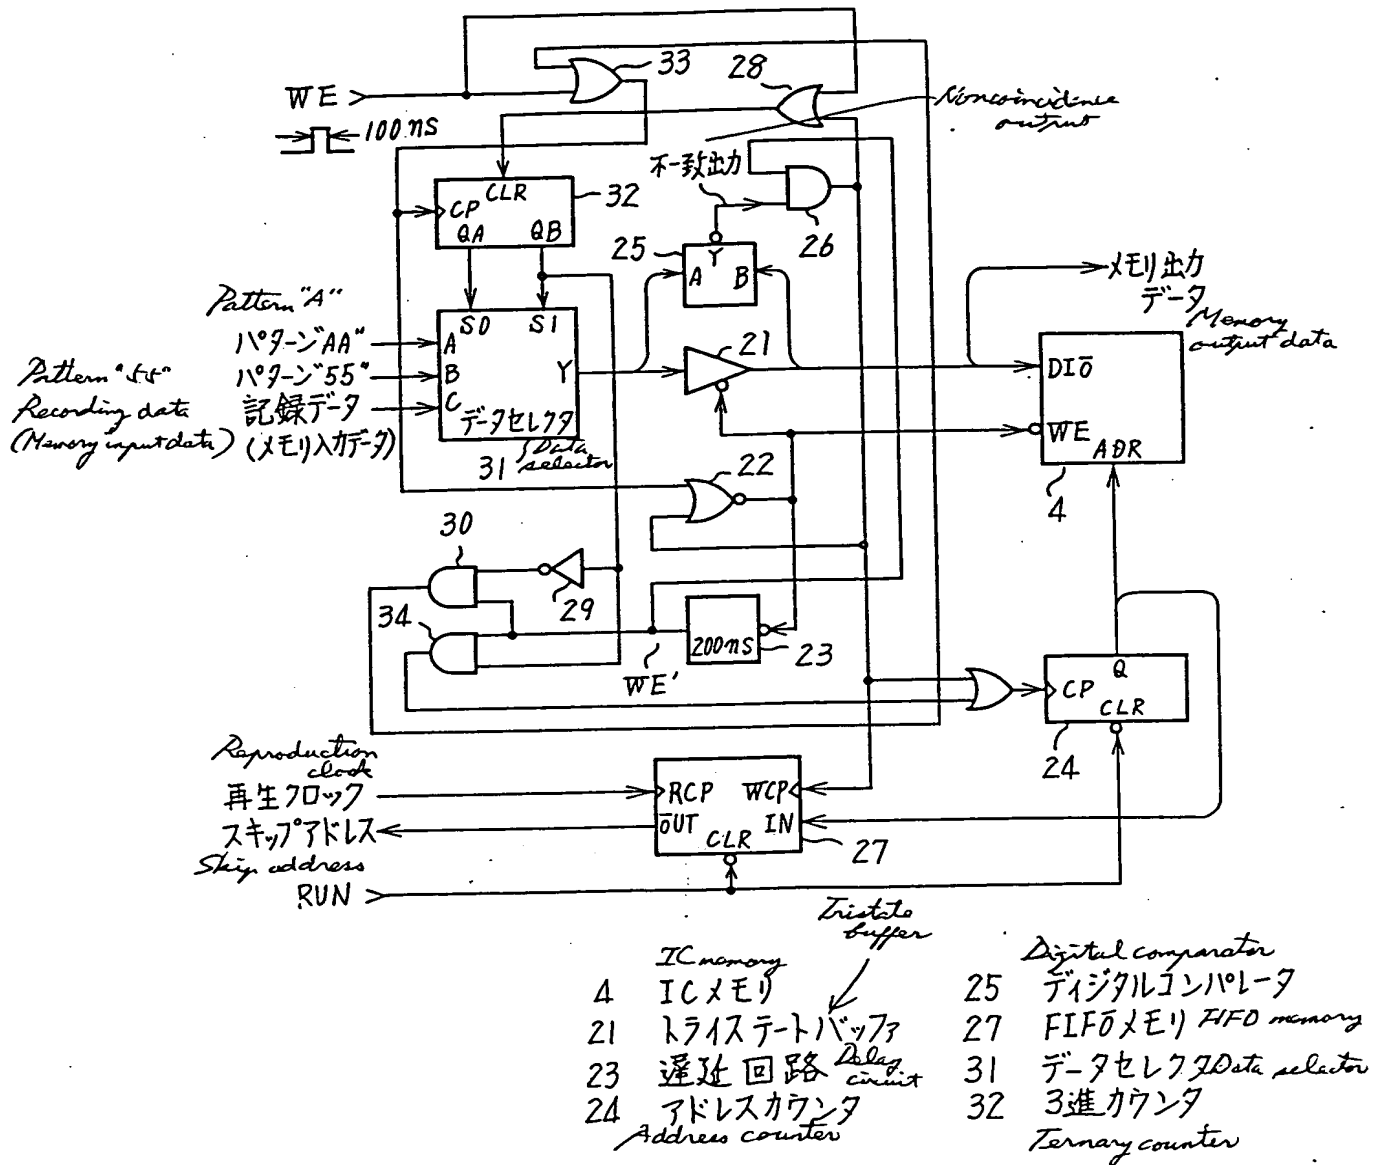 33
28
WE
Noncoincidence
output
100ns
不一致出力
CLR
32
CP
QA QB
26
25
Y
A B
メモリ出力
データ
Memory
output data
Pattern "A"
S0 S1
21
パターン"AA"
A
DIO
Pattern "55"
パターン"55"
B
Y
Recording data
記録データ
C
データセレクタ
WE
(Memory input data)
(メモリ入力データ)
ADR
31
Data
selector
22
4
30
29
34
200ns
23
WE'
Q
CP
CLR
24
Reproduction
clock
再生クロック
RCP WCP
スキップアドレス
OUT IN
CLR
27
Skip address
RUN
Tristate
buffer
IC memory
4 ICメモリ
21 トライステートバッファ
23 遅延回路 Delay
circuit
24 アドレスカウンタ
Address counter
Digital comparator
25 ディジタルコンパレータ
27 FIFOメモリ FIFO memory
31 データセレクタ Data selector
32 3進カウンタ
Ternary counter